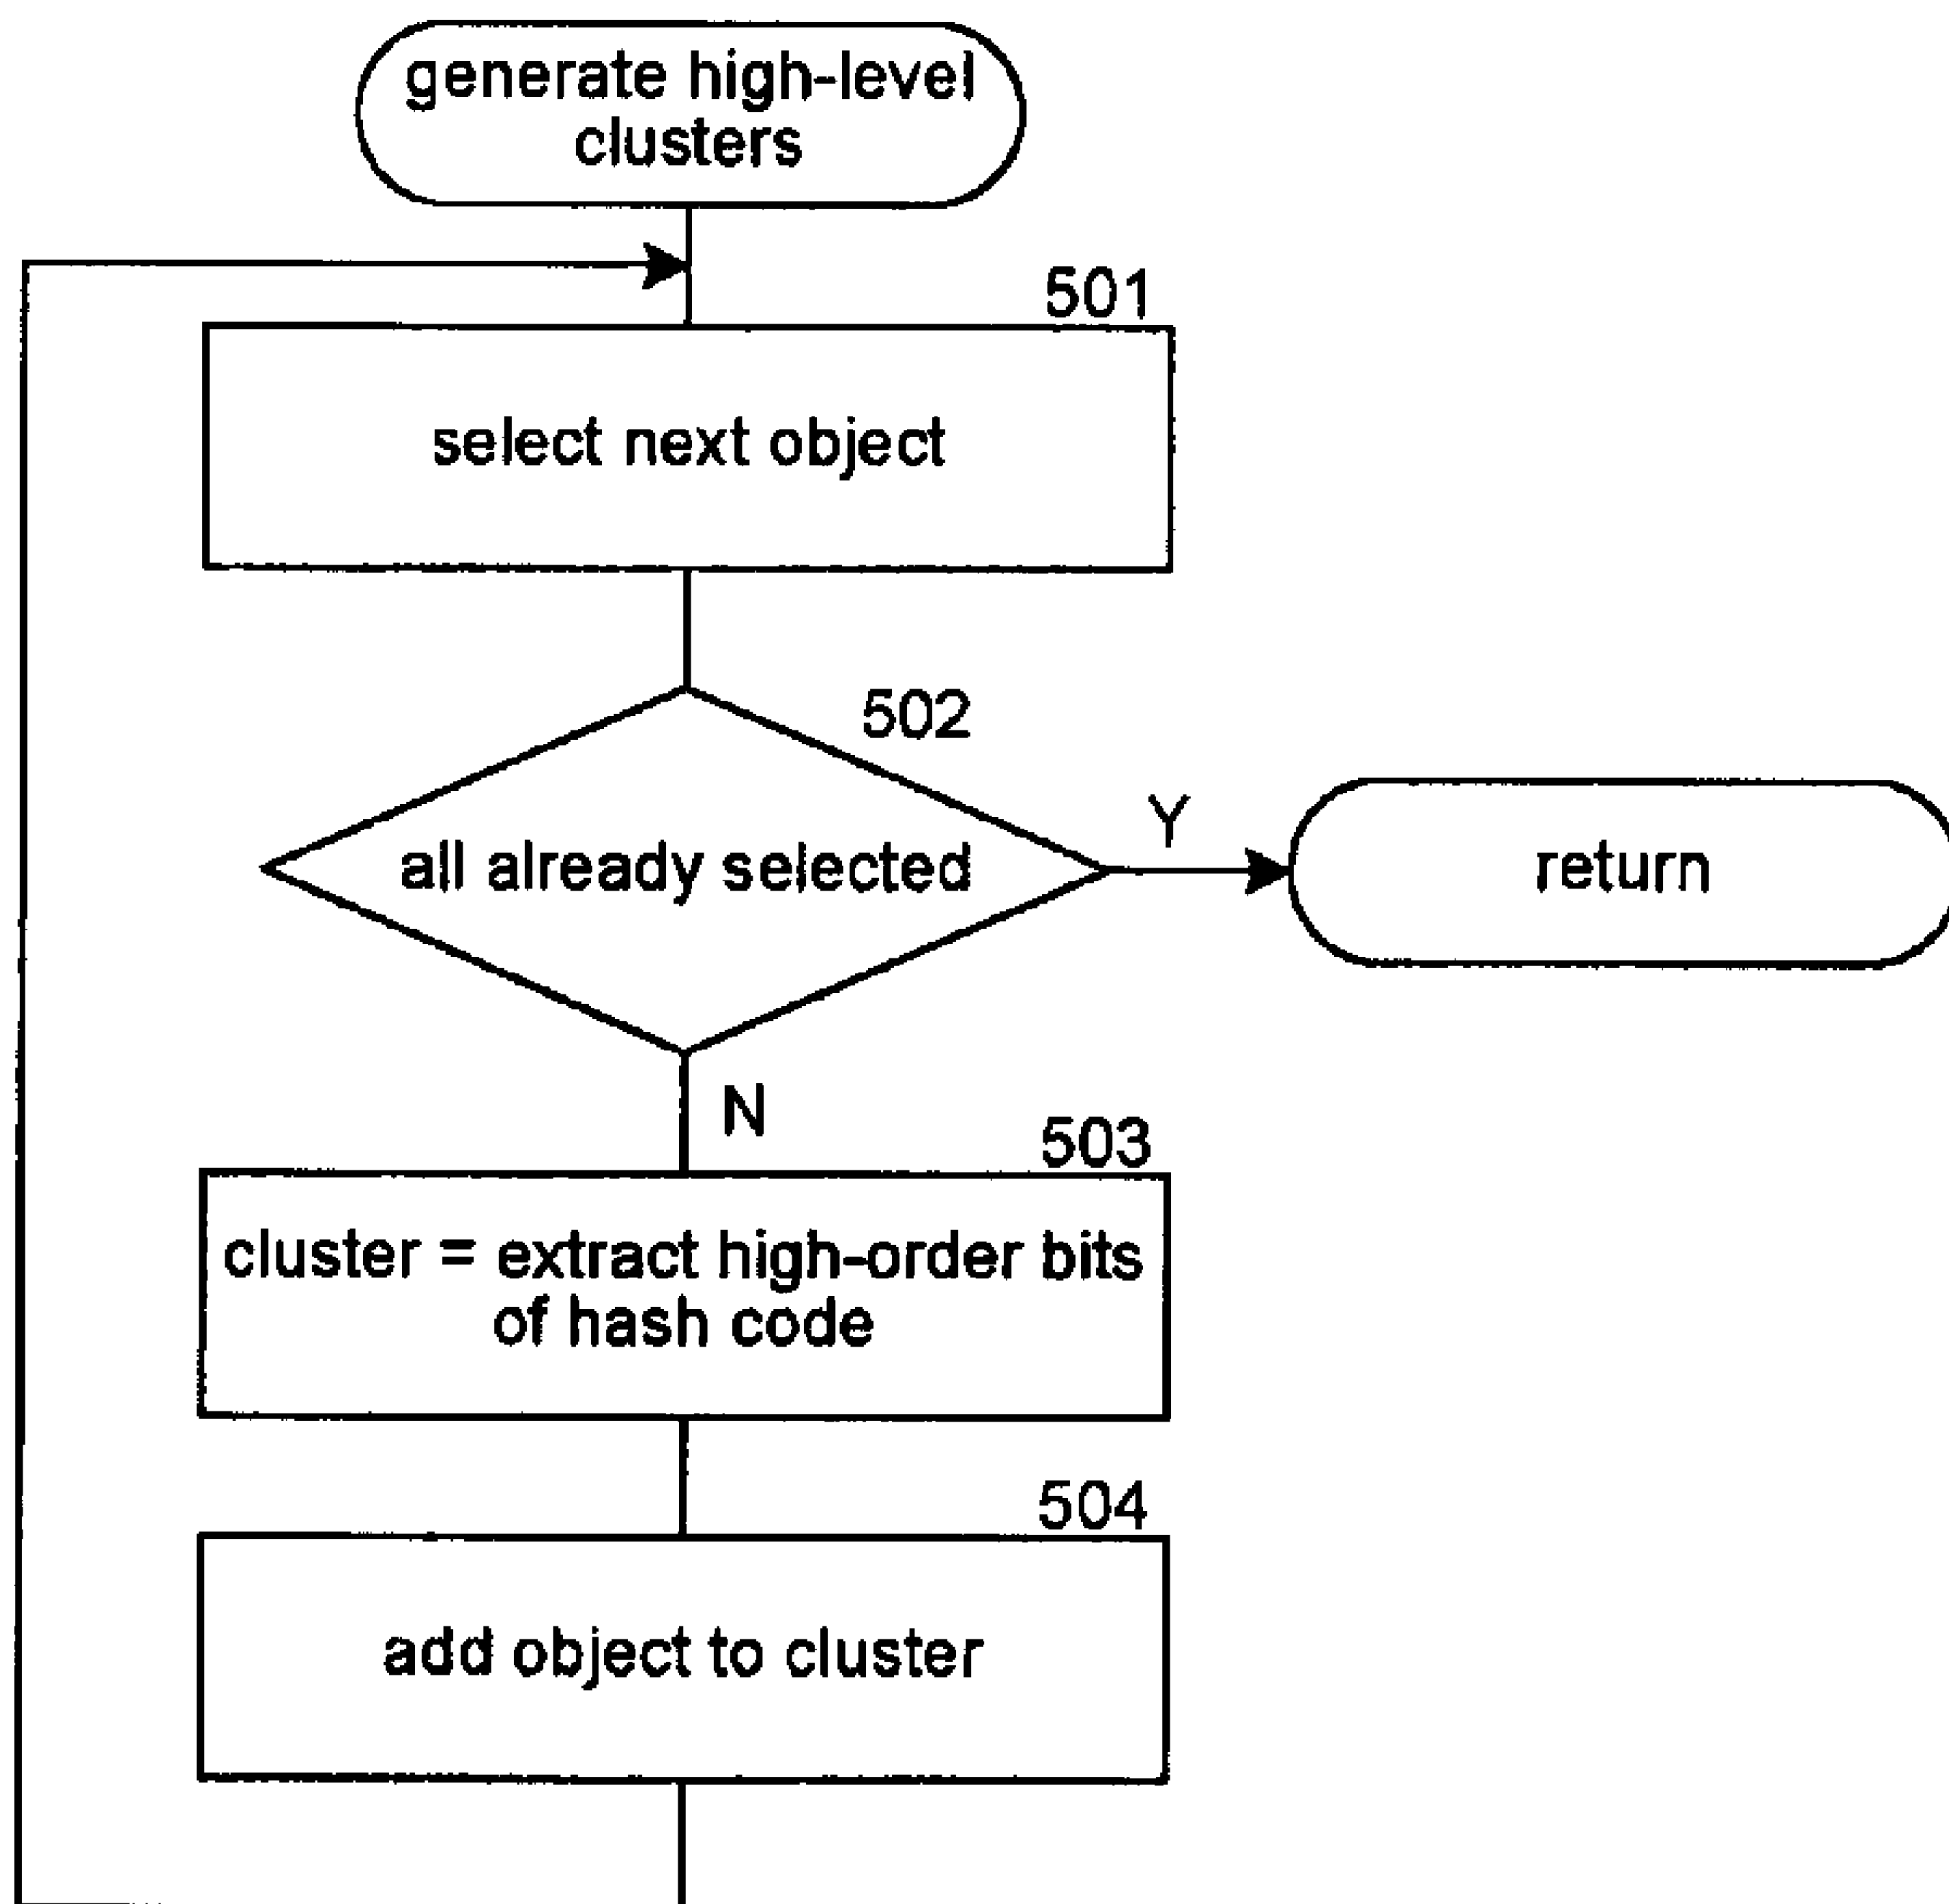 generate high-level
clusters
501
select next object
502
all already selected
Y
return
N
503
cluster = extract high-order bits
of hash code
504
add object to cluster